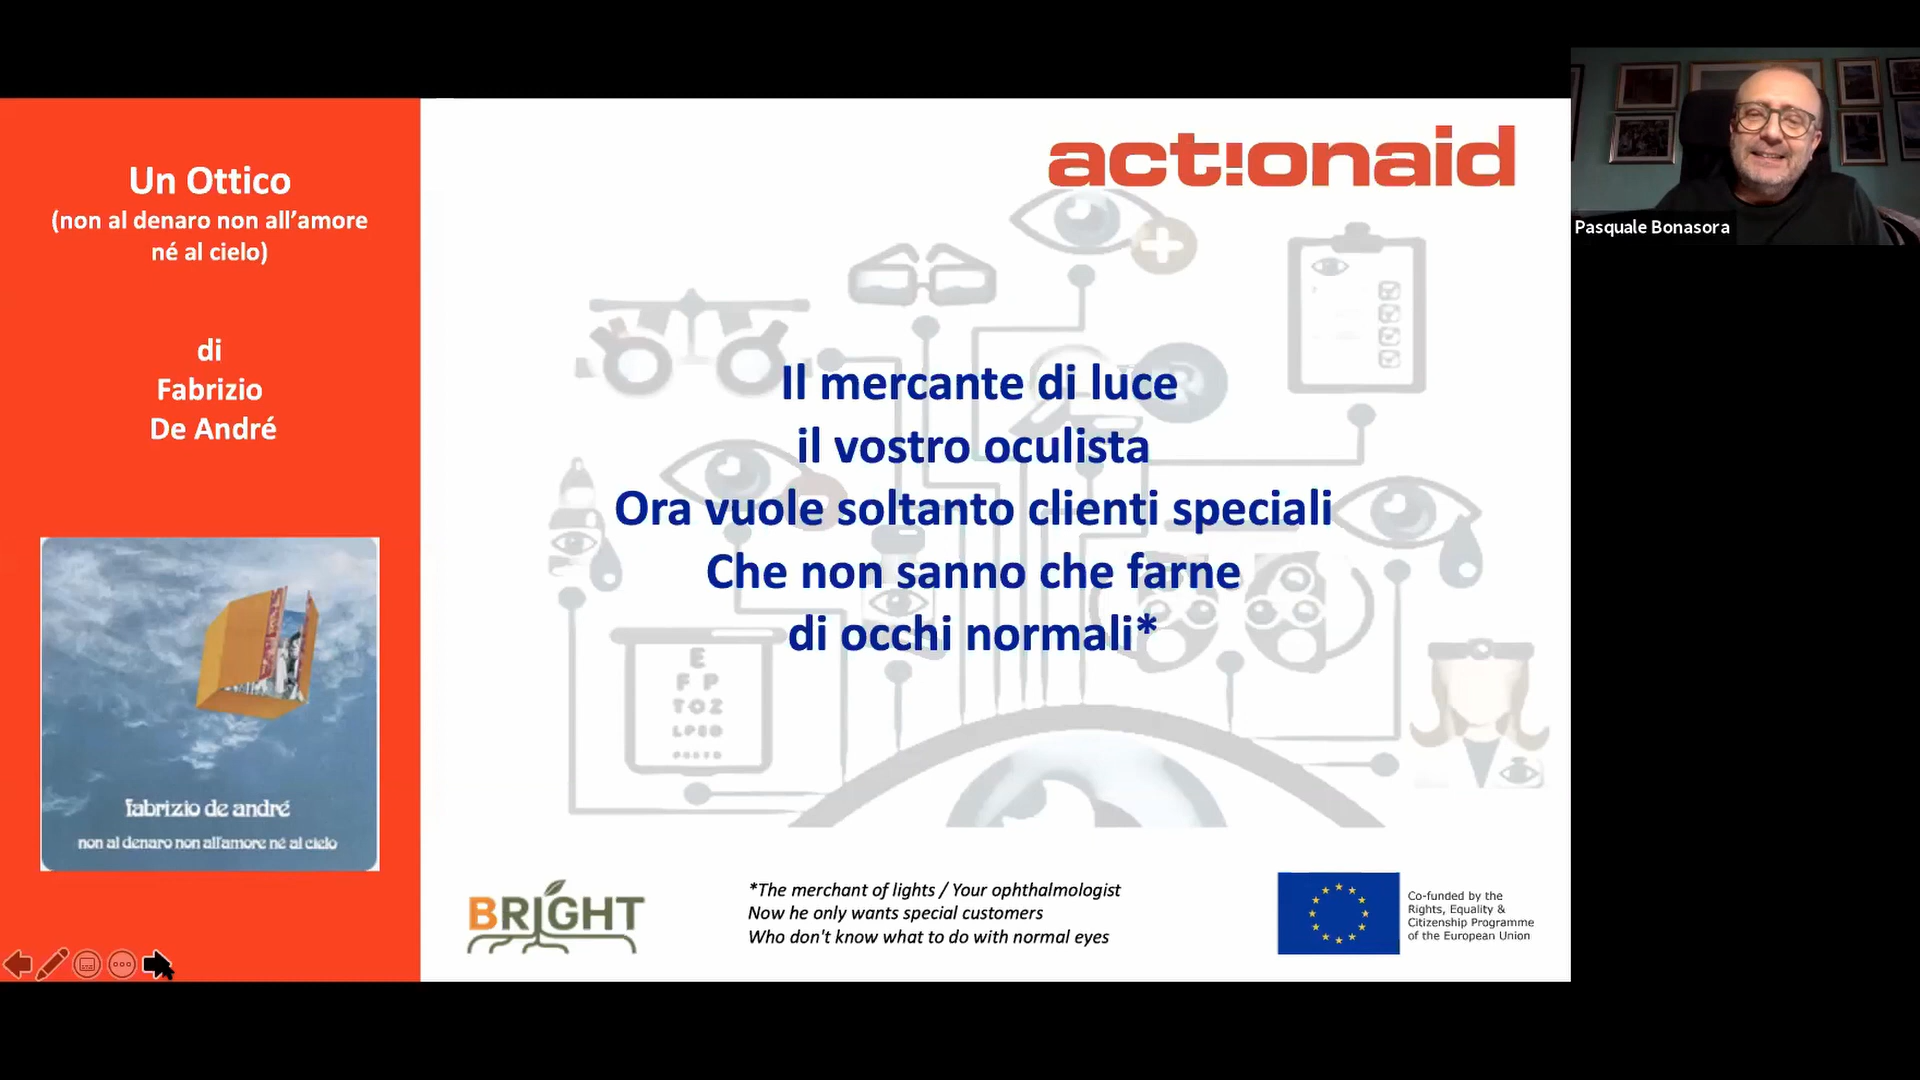 Un Ottico
(non al denaro non all’amore
né al cielo)
di
Fabrizio
De André
fabrizio de andré
non al denaro non all'amore né al cielo
act!onaid
Il mercante di luce
il vostro oculista
Ora vuole soltanto clienti speciali
Che non sanno che farne
di occhi normali*
E
F P
TOZ
BRIGHT
*The merchant of lights / Your ophthalmologist
Now he only wants special customers
Who don't know what to do with normal eyes
Co-funded by the
Rights, Equality &
Citizenship Programme
of the European Union
Pasquale Bonasora